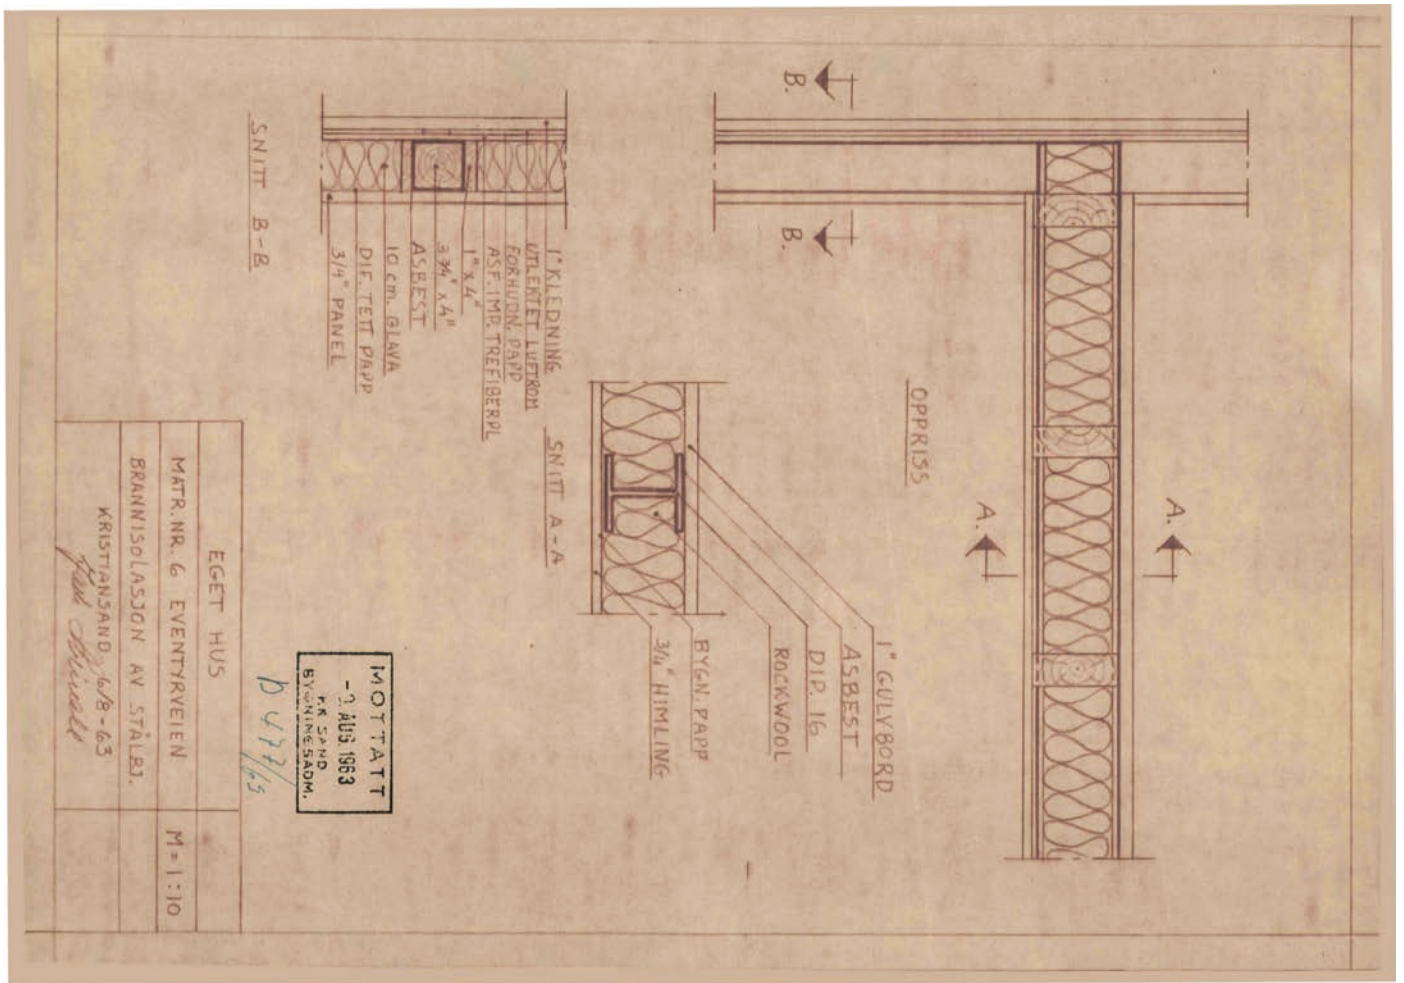 OPPRISS
A.
A.
B.
B.
1" GULVBORD
ASBEST
DIP. 16
ROCKWOOL
BYGN. PAPP
3/4" HIMLING
SNITT A-A
1" KLEDNING
UTLEKTET LUFTROM
FORHUDN. PAPP
ASF. IMP. TREFIBERPL
1" x 4"
3 3/4" x 4"
ASBEST
10 cm. GLAVA
DIF. TETT PAPP
3/4" PANEL
SNITT B-B
MOTTATT
AUG. 1963
KR SAND
BYGNINGSADM.
EGET HUS
MATR. NR. 6 EVENTYRVEIEN M = 1:10
BRANNISOLASJON AV STÅLBJ.
KRISTIANSAND 6/8-63